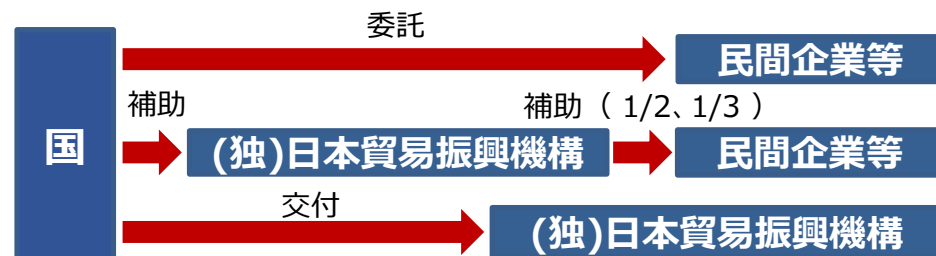 委託
民間企業等
補助
補助（ 1/2、1/3 ）
国
(独)日本貿易振興機構
民間企業等
交付
(独)日本貿易振興機構